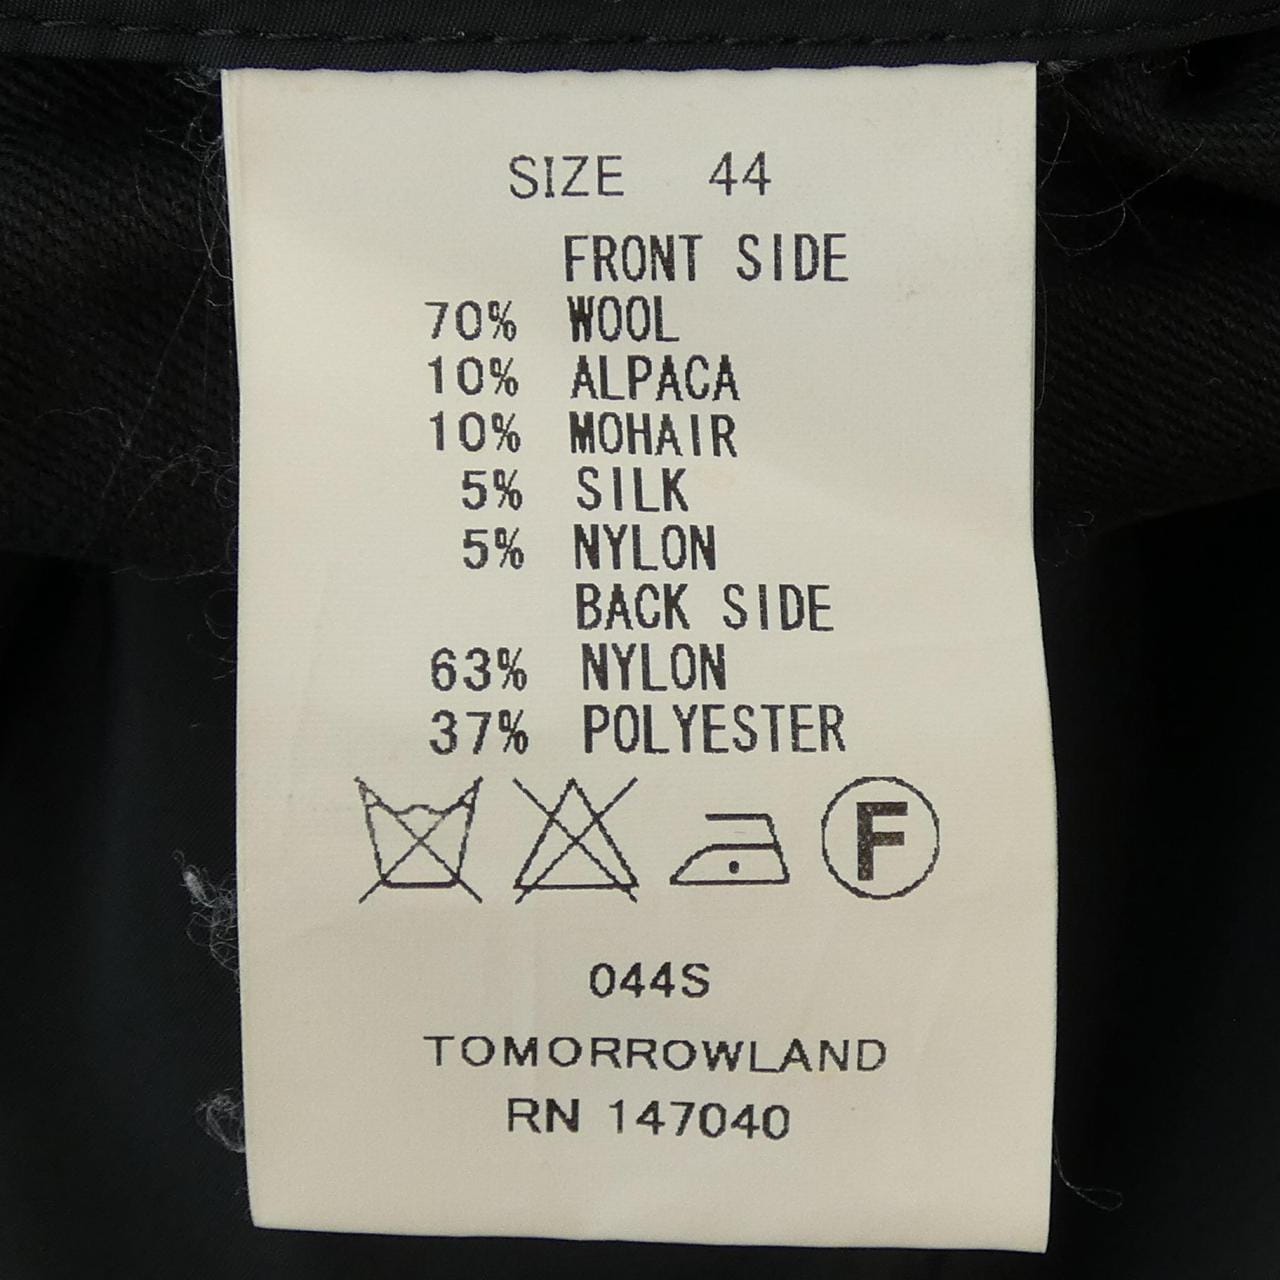 SIZE 44
FRONT SIDE
70% WOOL
10% ALPACA
10% MOHAIR
5% SILK
5% NYLON
BACK SIDE
63% NYLON
37% POLYESTER
F
044S
TOMORROWLAND
RN 147040